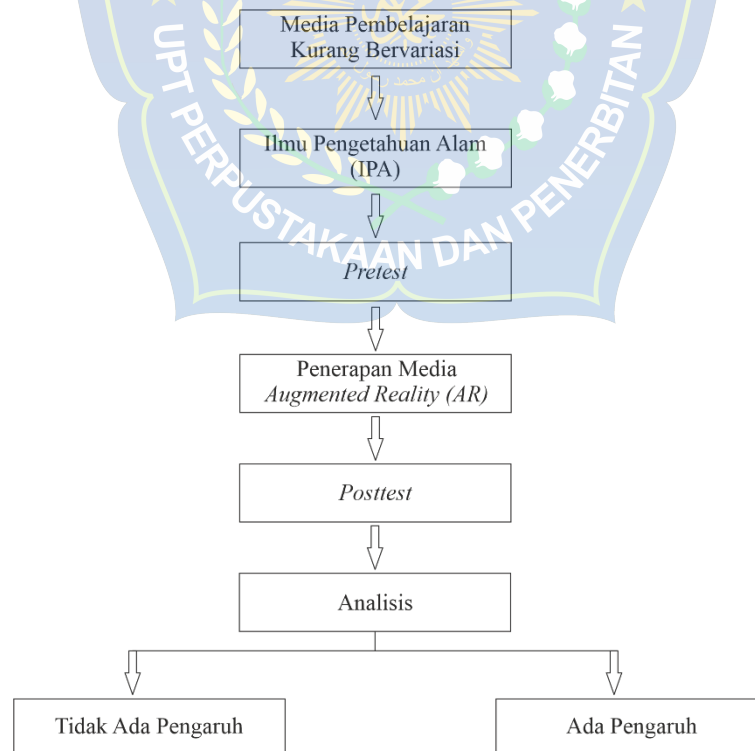 Media Pembelajaran
Kurang Bervariasi
Ilmu Pengetahuan Alam
(IPA)
UPT PERPUSTAKAAN DAN PENERBITAN
Pretest
Penerapan Media
Augmented Reality (AR)
Posttest
Analisis
Tidak Ada Pengaruh
Ada Pengaruh